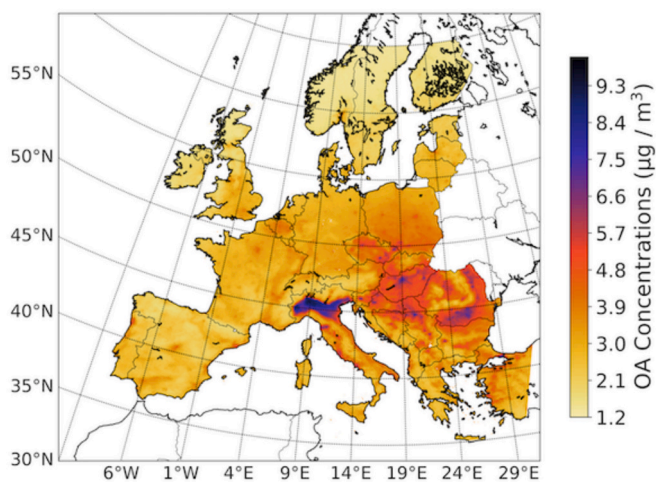 55°N
50°N
45°N
40°N
35°N
30°N
6°W 1°W 4°E 9°E 14°E 19°E 24°E 29°E
9.3
8.4
7.5
6.6
5.7
4.8
3.9
3.0
2.1
1.2
OA Concentrations (μg / m³)